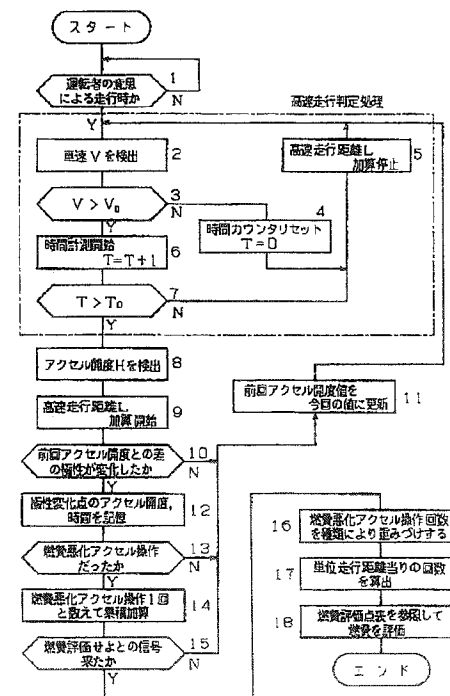 スタート
運転者の意思
による走行時か
1
N
高速走行判定処理
Y
車速Vを検出
2
高速走行距離L
加算停止
5
V>V₀
3
N
Y
時間カウンタリセット
T=0
4
時間計測開始
T=T+1
6
T>T₀
7
N
Y
アクセル開度Hを検出
8
高速走行距離L
加算開始
9
前回アクセル開度値を
今回の値に更新
11
前回アクセル開度との差
の極性が変化したか
10
N
Y
極性変化点のアクセル開度,
時間を記憶
12
燃費悪化アクセル操作
だったか
13
N
Y
燃費悪化アクセル操作1回
と数えて累積加算
14
燃費評価せよとの信号
来たか
15
N
Y
16
燃費悪化アクセル操作回数
を種類により重みづけする
17
単位走行距離当りの回数
を算出
18
燃費評価点表を参照して
燃費を評価
エンド